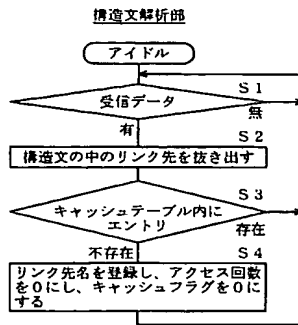 構造文解析部
アイドル
S1
受信データ
無
有
S2
構造文の中のリンク先を抜き出す
S3
キャッシュテーブル内に
エントリ
存在
不存在
S4
リンク先名を登録し、アクセス回数
を0にし、キャッシュフラグを0に
する